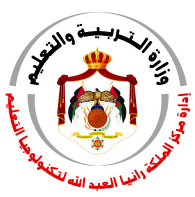 وزارة التربية والتعليم
إدارة مركز الملكة رانيا العبد الله لتكنولوجيا التعليم